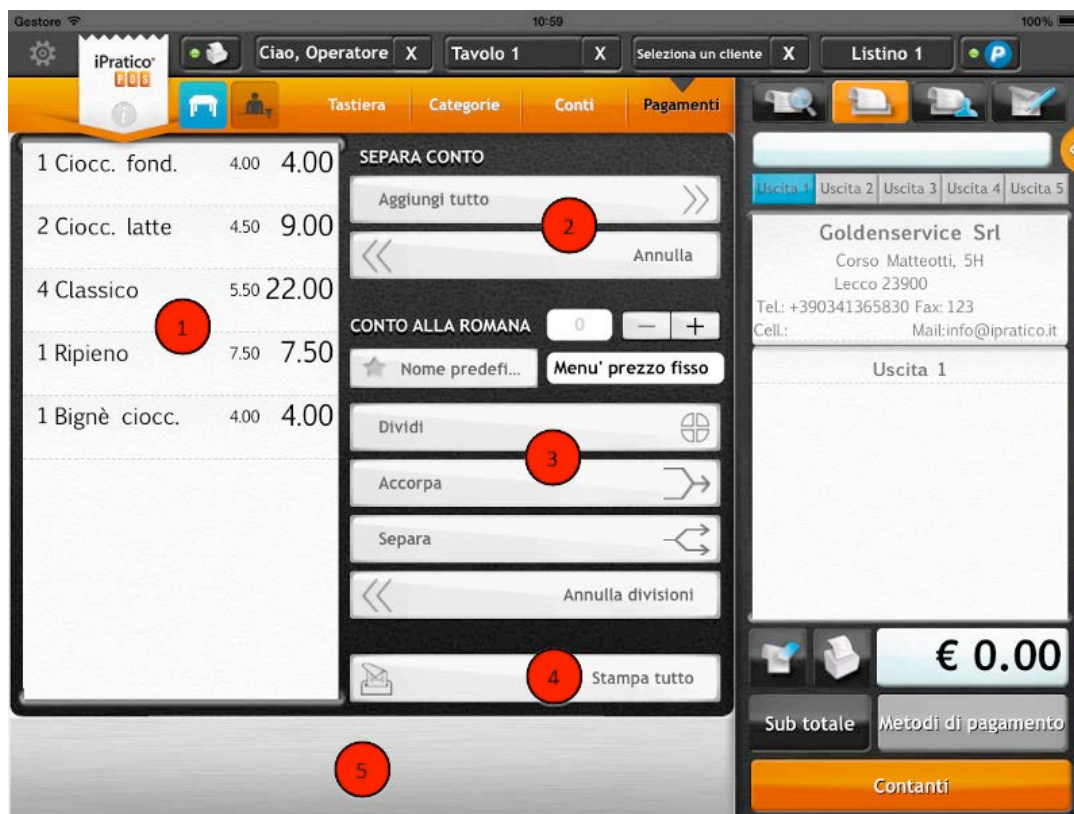 Gestore 10:59 100%
iPratico
POS
Ciao, Operatore X Tavolo 1 X Seleziona un cliente X Listino 1 P
Tastiera Categorie Conti Pagamenti
1 Ciocc. fond. 4.00 4.00
2 Ciocc. latte 4.50 9.00
4 Classico 5.50 22.00
1 Ripieno 7.50 7.50
1 Bignè ciocc. 4.00 4.00
1
SEPARA CONTO
Aggiungi tutto
2
Annulla
CONTO ALLA ROMANA 0 − +
Nome predefi... Menu' prezzo fisso
Dividi
3
Accorpa
Separa
Annulla divisioni
4 Stampa tutto
5
Uscita 1 Uscita 2 Uscita 3 Uscita 4 Uscita 5
Goldenservice Srl
Corso Matteotti, 5H
Lecco 23900
Tel.: +390341365830 Fax: 123
Cell.: Mail:info@ipratico.it
Uscita 1
€ 0.00
Sub totale Metodi di pagamento
Contanti